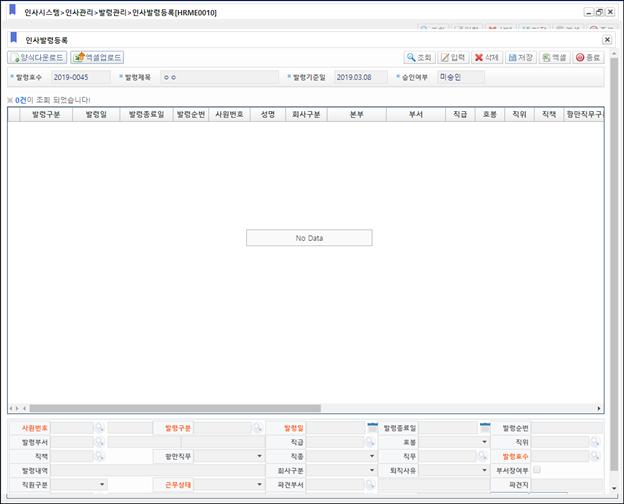 인사시스템>인사관리>발령관리>인사발령등록[HRME0010]
인사발령등록
양식다운로드 엑셀업로드 조회 입력 삭제 저장 엑셀 종료
* 발령호수 2019-0045 * 발령제목 ㅇㅇ * 발령기준일 2019.03.08 * 승인여부 미승인
0건이 조회 되었습니다!
발령구분 발령일 발령종료일 발령순번 사원번호 성명 회사구분 본부 부서 직급 호봉 직위 직책 항만직무구
No Data
사원번호 발령구분 발령일 발령종료일 발령순번
발령부서 직급 호봉 직위
직책 항만직무 직종 직무 발령호수
발령내역 회사구분 퇴직사유 부서장여부
직원구분 근무상태 파견부서 파견지